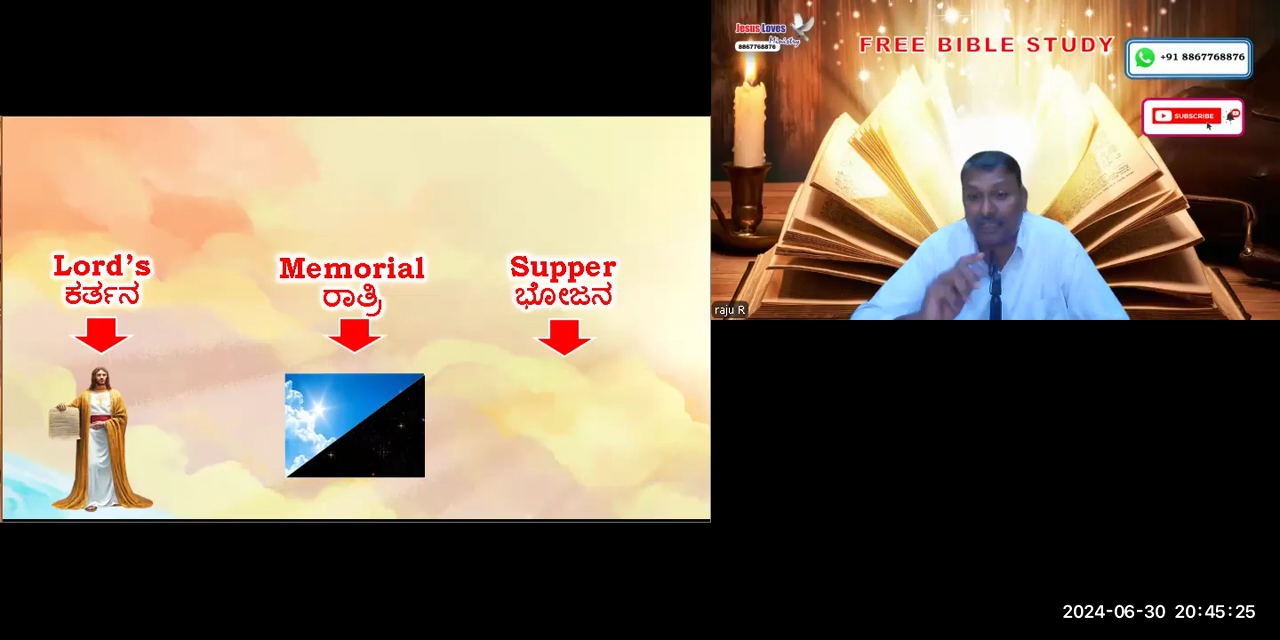 Lord's
ಕರ್ತನ
Memorial
ರಾತ್ರಿ
Supper
ಭೋಜನ
Jesus Loves
Ministry
8867768876
FREE BIBLE STUDY
+91 8867768876
SUBSCRIBE
raju R
2024-06-30 20:45:25